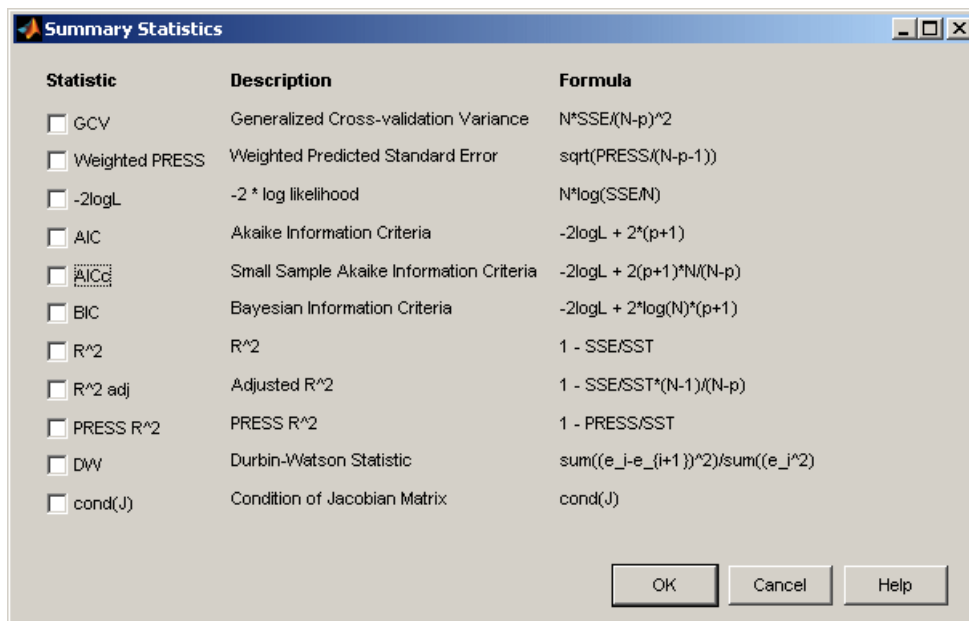 Summary Statistics
Statistic Description Formula
GCV Generalized Cross-validation Variance N*SSE/(N-p)^2
Weighted PRESS Weighted Predicted Standard Error sqrt(PRESS/(N-p-1))
-2logL -2 * log likelihood N*log(SSE/N)
AIC Akaike Information Criteria -2logL + 2*(p+1)
AICc Small Sample Akaike Information Criteria -2logL + 2(p+1)*N/(N-p)
BIC Bayesian Information Criteria -2logL + 2*log(N)*(p+1)
R^2 R^2 1 - SSE/SST
R^2 adj Adjusted R^2 1 - SSE/SST*(N-1)/(N-p)
PRESS R^2 PRESS R^2 1 - PRESS/SST
DW Durbin-Watson Statistic sum((e_i-e_{i+1})^2)/sum((e_i^2)
cond(J) Condition of Jacobian Matrix cond(J)
OK Cancel Help